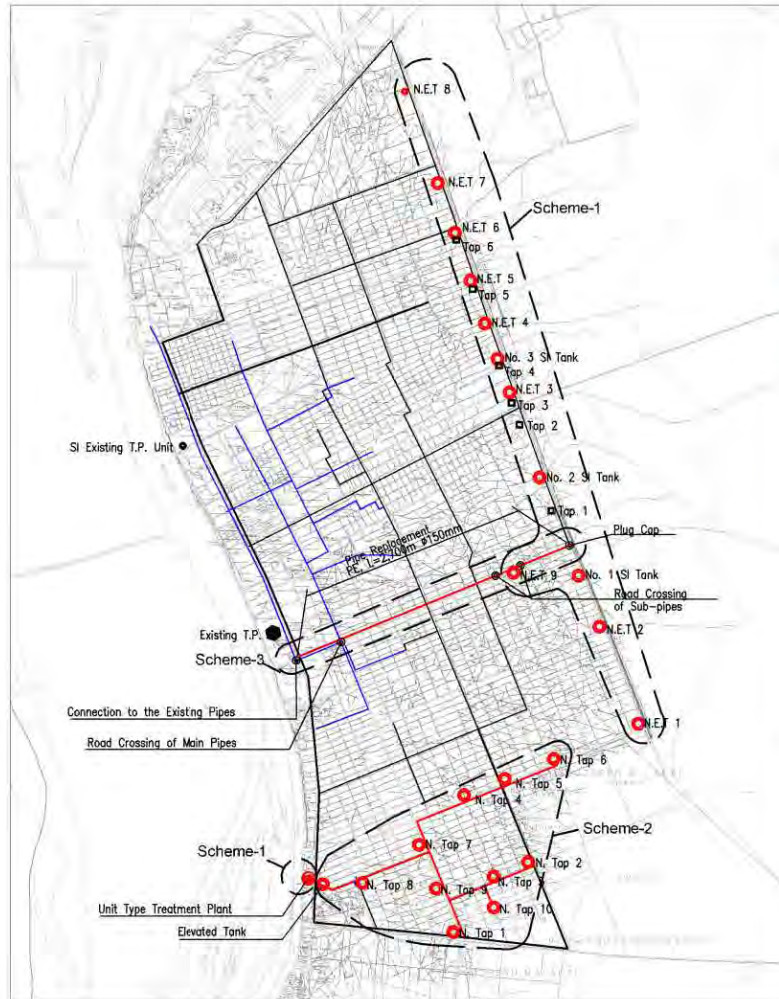 N.E.T 8
N.E.T 7
Scheme-1
N.E.T 6
Tap 6
N.E.T 5
Tap 5
N.E.T 4
No. 3 SI Tank
Tap 4
N.E.T 3
Tap 3
Tap 2
SI Existing T.P. Unit
No. 2 SI Tank
Tap 1
Plug Cap
Pipe Replacement
PE, L=2,700m ø150mm
N.E.T 9
No. 1 SI Tank
Road Crossing
of Sub-pipes
N.E.T 2
Existing T.P.
Scheme-3
Connection to the Existing Pipes
N.E.T 1
Road Crossing of Main Pipes
N. Tap 6
N. Tap 5
N. Tap 4
Scheme-2
N. Tap 7
Scheme-1
N. Tap 2
N. Tap 8
N. Tap 9
N. Tap 10
Unit Type Treatment Plant
Elevated Tank
N. Tap 1